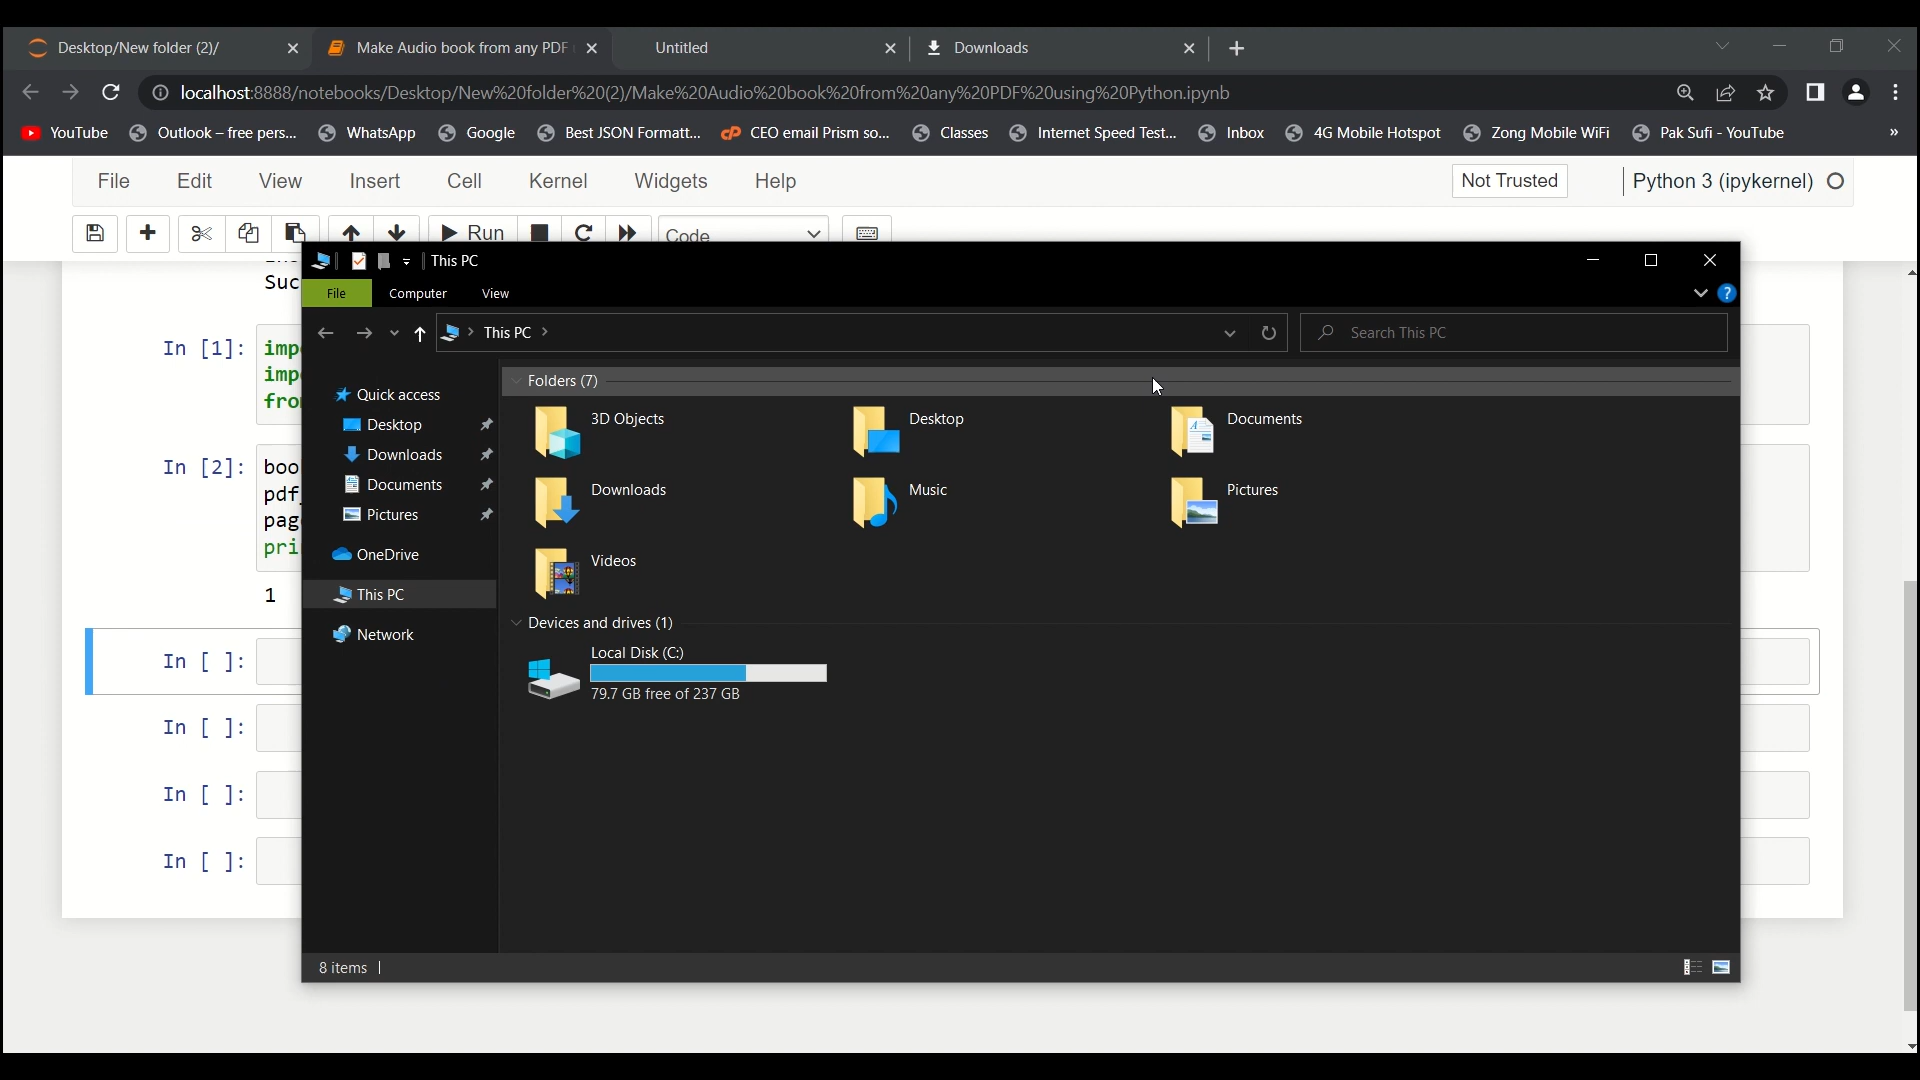 Desktop/New folder (2)/
Make Audio book from any PDF
Untitled
Downloads
localhost:8888/notebooks/Desktop/New%20folder%20(2)/Make%20Audio%20book%20from%20any%20PDF%20using%20Python.ipynb
YouTube
Outlook – free pers...
WhatsApp
Google
Best JSON Formatt...
CEO email Prism so...
Classes
Internet Speed Test...
Inbox
4G Mobile Hotspot
Zong Mobile WiFi
Pak Sufi - YouTube
»
File
Edit
View
Insert
Cell
Kernel
Widgets
Help
Not Trusted
Python 3 (ipykernel)
Run
Code
Suc
In [1]:
imp
imp
fro
In [2]:
boo
pdf_
pag
pri
1
In [ ]:
In [ ]:
In [ ]:
In [ ]:
This PC
File
Computer
View
?
This PC
Search This PC
Quick access
Desktop
Downloads
Documents
Pictures
OneDrive
This PC
Network
Folders (7)
3D Objects
Desktop
Documents
Downloads
Music
Pictures
Videos
Devices and drives (1)
Local Disk (C:)
79.7 GB free of 237 GB
8 items